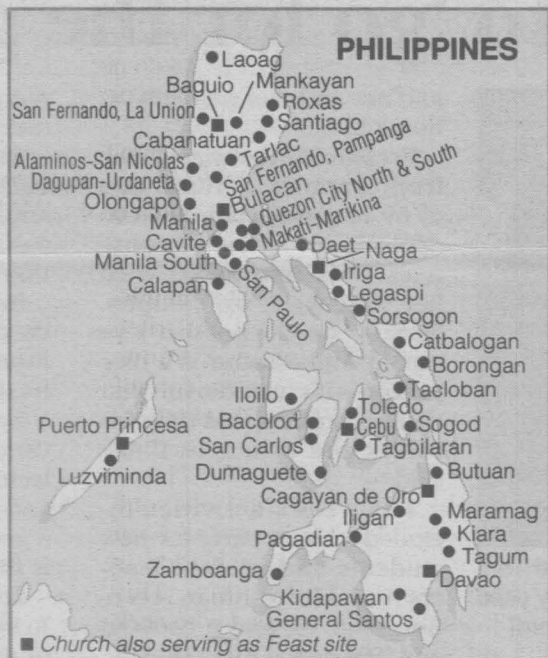 PHILIPPINES
Laoag
Baguio
Mankayan
San Fernando, La Union
Roxas
Santiago
Cabanatuan
Tarlac
Alaminos-San Nicolas
San Fernando, Pampanga
Dagupan-Urdaneta
Bulacan
Olongapo
Quezon City North & South
Manila
Makati-Marikina
Cavite
Daet
Naga
Manila South
San Paulo
Iriga
Calapan
Legaspi
Sorsogon
Catbalogan
Borongan
Tacloban
Iloilo
Toledo
Bacolod
Cebu
Sogod
Puerto Princesa
San Carlos
Tagbilaran
Luzviminda
Dumaguete
Butuan
Cagayan de Oro
Iligan
Maramag
Pagadian
Kiara
Tagum
Zamboanga
Davao
Kidapawan
General Santos
■ Church also serving as Feast site